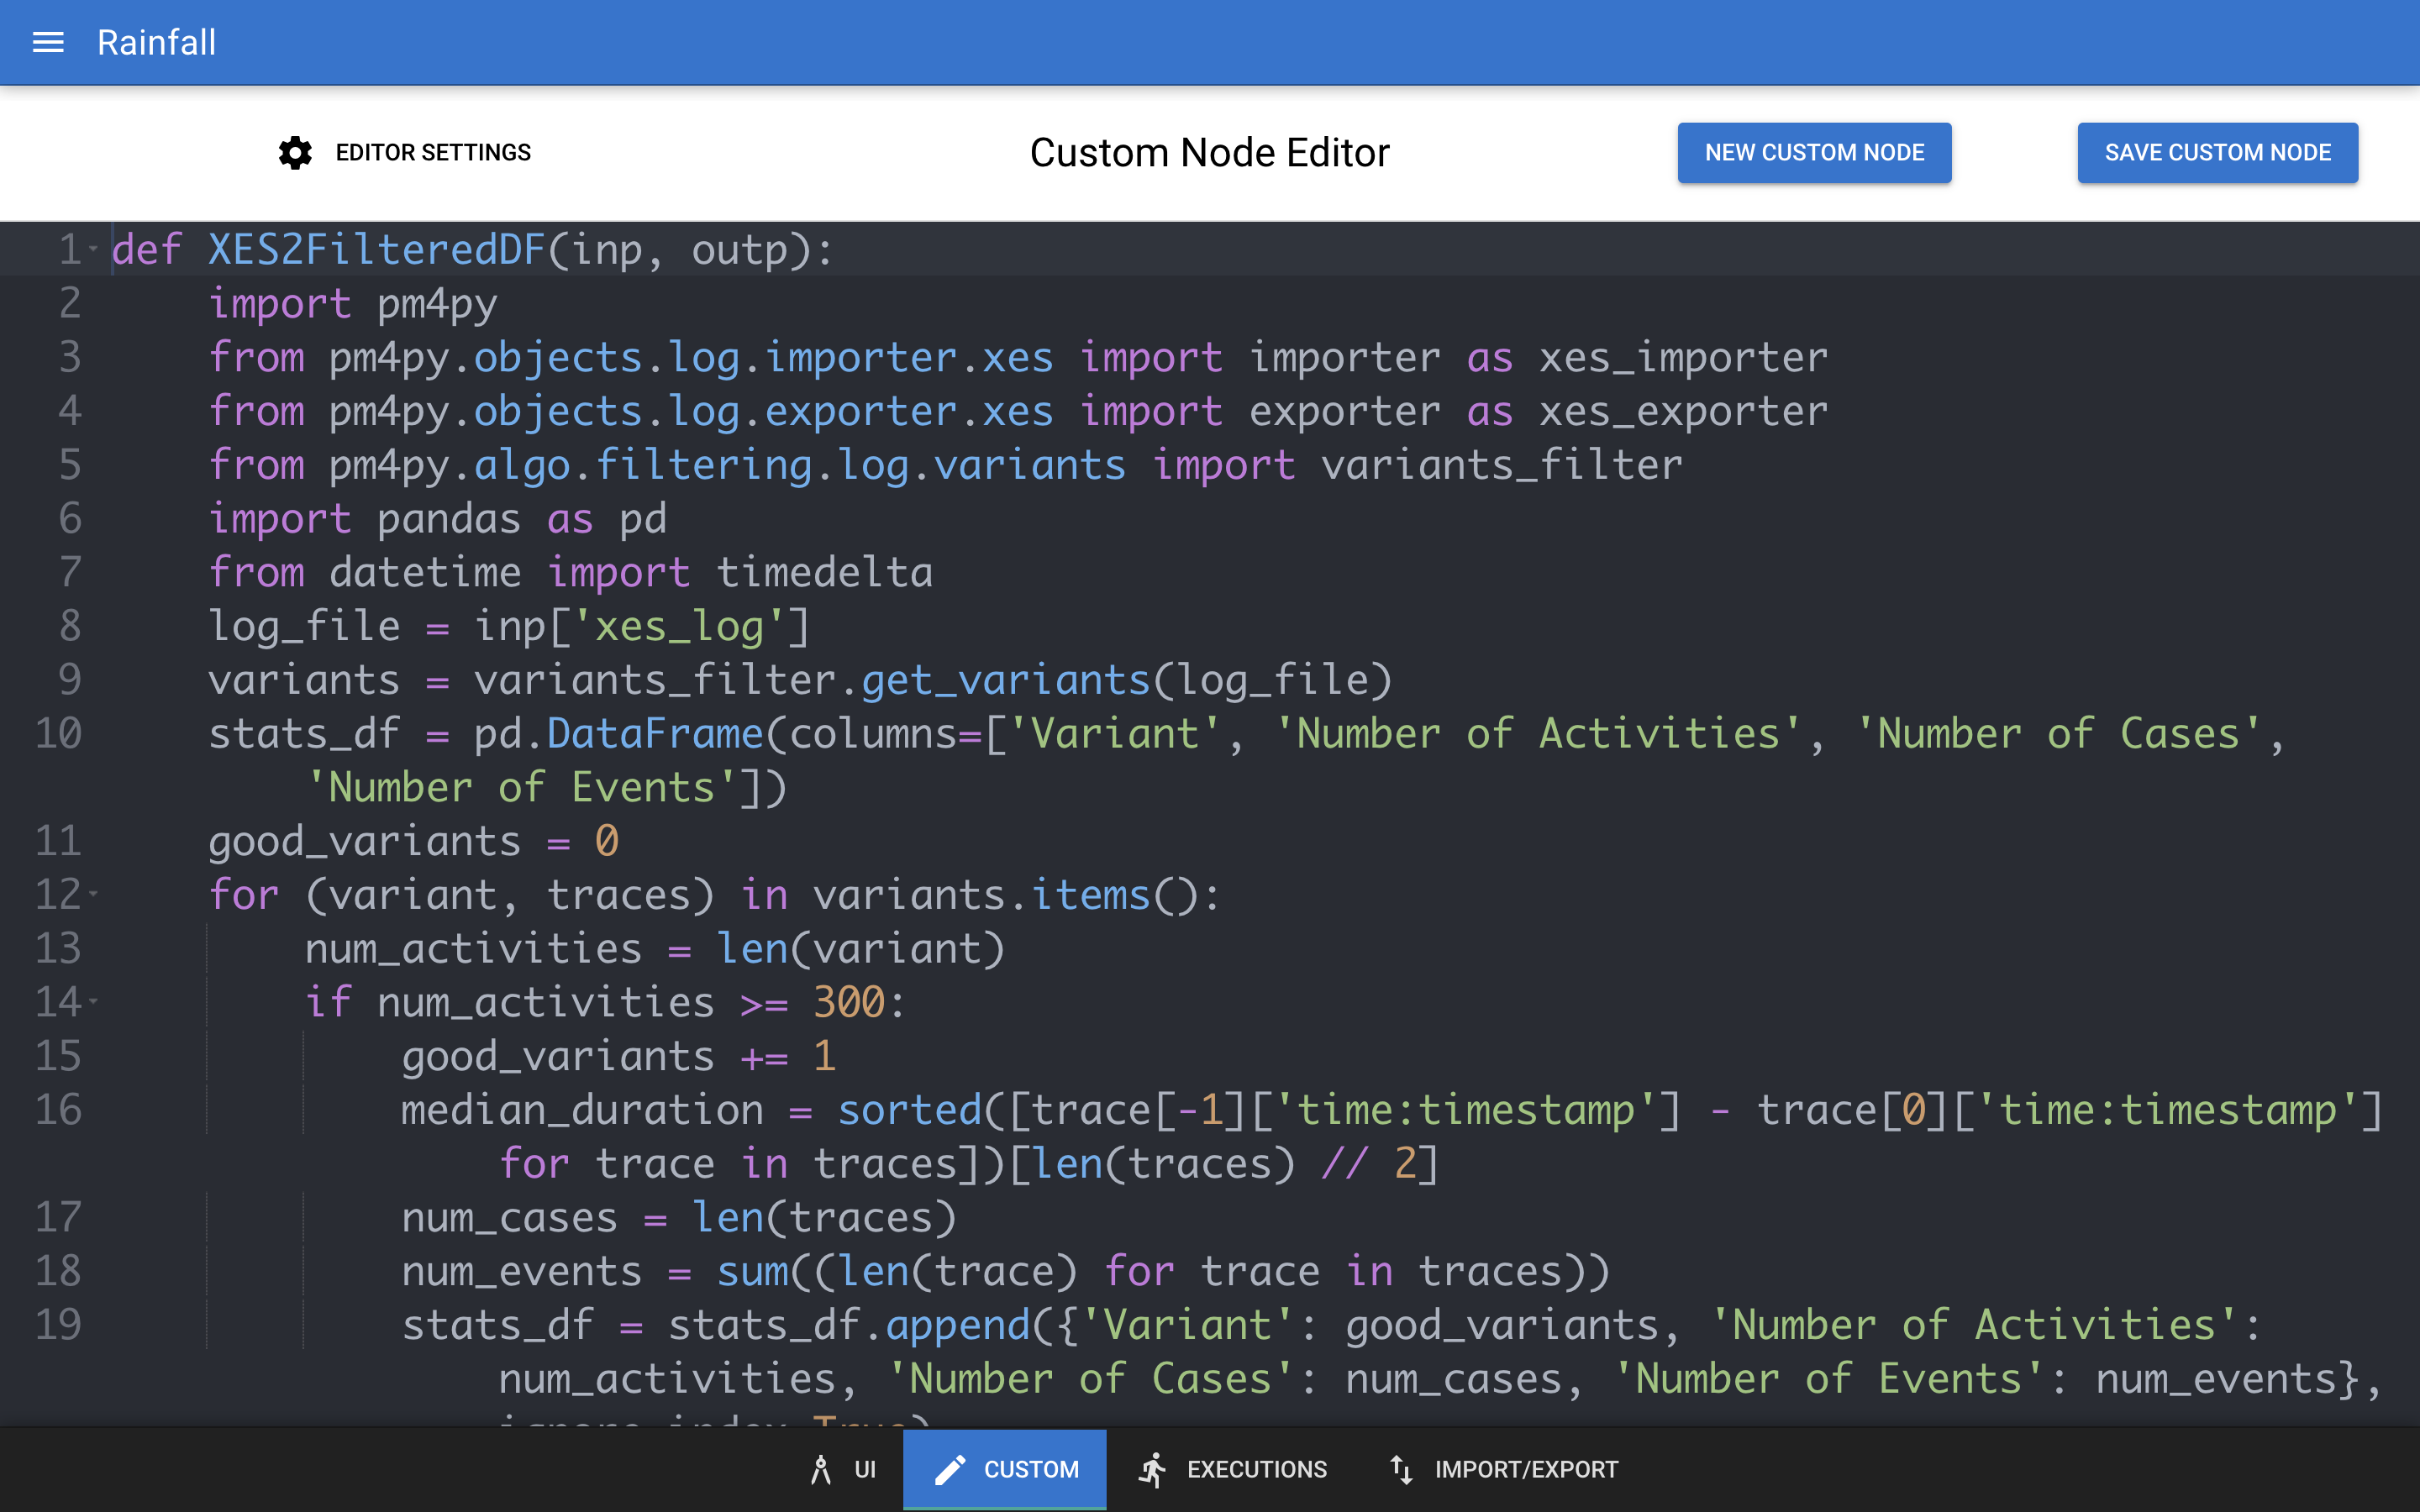 Rainfall
EDITOR SETTINGS
Custom Node Editor
NEW CUSTOM NODE
SAVE CUSTOM NODE
1 def XES2FilteredDF(inp, outp):
2     import pm4py
3     from pm4py.objects.log.importer.xes import importer as xes_importer
4     from pm4py.objects.log.exporter.xes import exporter as xes_exporter
5     from pm4py.algo.filtering.log.variants import variants_filter
6     import pandas as pd
7     from datetime import timedelta
8     log_file = inp['xes_log']
9     variants = variants_filter.get_variants(log_file)
10     stats_df = pd.DataFrame(columns=['Variant', 'Number of Activities', 'Number of Cases',
        'Number of Events'])
11     good_variants = 0
12     for (variant, traces) in variants.items():
13         num_activities = len(variant)
14         if num_activities >= 300:
15             good_variants += 1
16             median_duration = sorted([trace[-1]['time:timestamp'] - trace[0]['time:timestamp']
                for trace in traces])[len(traces) // 2]
17             num_cases = len(traces)
18             num_events = sum((len(trace) for trace in traces))
19             stats_df = stats_df.append({'Variant': good_variants, 'Number of Activities':
                num_activities, 'Number of Cases': num_cases, 'Number of Events': num_events},
                ignore_index=True)
UI
CUSTOM
EXECUTIONS
IMPORT/EXPORT